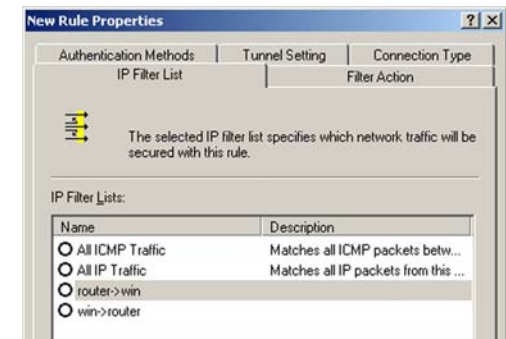 New Rule Properties
Authentication Methods Tunnel Setting Connection Type
IP Filter List Filter Action
The selected IP filter list specifies which network traffic will be
secured with this rule.
IP Filter Lists:
Name Description
All ICMP Traffic Matches all ICMP packets betw...
All IP Traffic Matches all IP packets from this ...
router->win
win->router